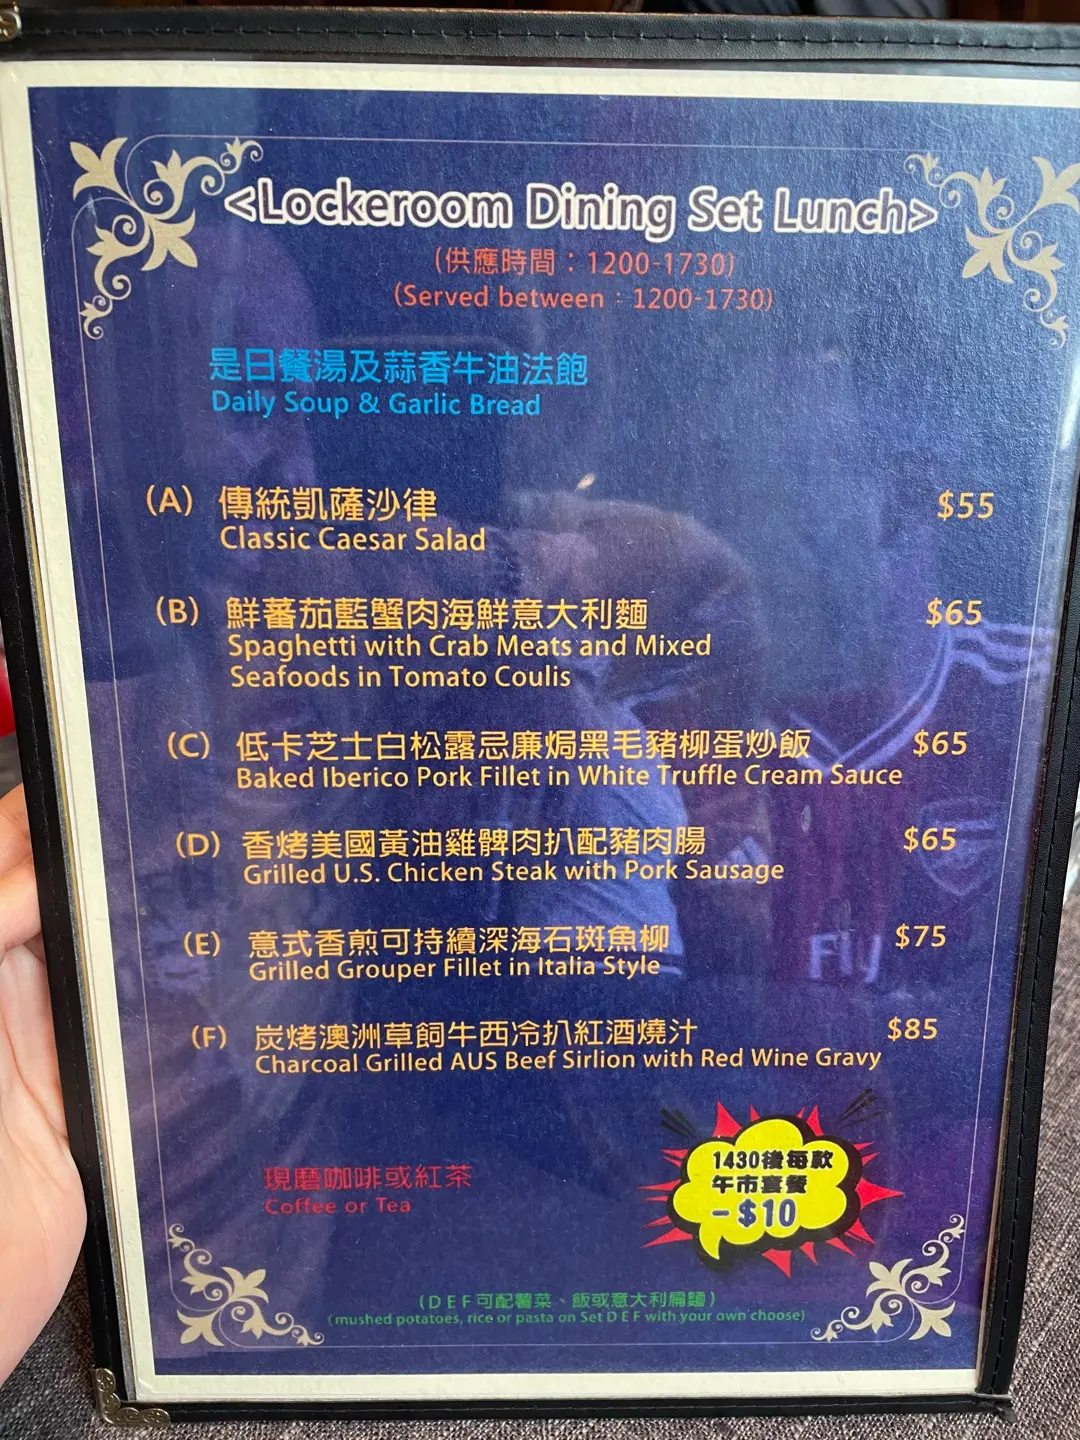 <Lockeroom Dining Set Lunch>
(供應時間：1200-1730)
(Served between：1200-1730)
是日餐湯及蒜香牛油法飽
Daily Soup & Garlic Bread
(A) 傳統凱薩沙律 $55
Classic Caesar Salad
(B) 鮮蕃茄藍蟹肉海鮮意大利麵 $65
Spaghetti with Crab Meats and Mixed
Seafoods in Tomato Coulis
(C) 低卡芝士白松露忌廉焗黑毛豬柳蛋炒飯 $65
Baked Iberico Pork Fillet in White Truffle Cream Sauce
(D) 香烤美國黃油雞髀肉扒配豬肉腸 $65
Grilled U.S. Chicken Steak with Pork Sausage
(E) 意式香煎可持續深海石斑魚柳 $75
Grilled Grouper Fillet in Italia Style
Fly
(F) 炭烤澳洲草飼牛西冷扒紅酒燒汁 $85
Charcoal Grilled AUS Beef Sirlion with Red Wine Gravy
1430後每款
午市套餐
-$10
現磨咖啡或紅茶
Coffee or Tea
(D E F可配薯菜、飯或意大利扁麵)
(mushed potatoes, rice or pasta on Set D E F with your own choose)